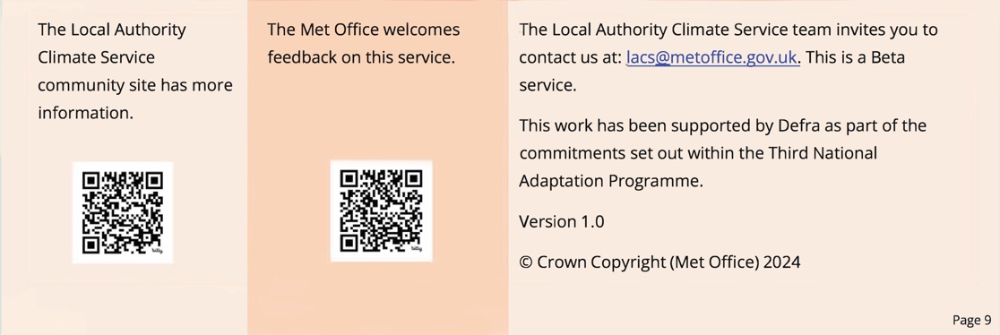 The Local Authority
Climate Service
community site has more
information.
The Met Office welcomes
feedback on this service.
The Local Authority Climate Service team invites you to
contact us at: lacs@metoffice.gov.uk. This is a Beta
service.
This work has been supported by Defra as part of the
commitments set out within the Third National
Adaptation Programme.
Version 1.0
© Crown Copyright (Met Office) 2024
Page 9
bitly
bitly